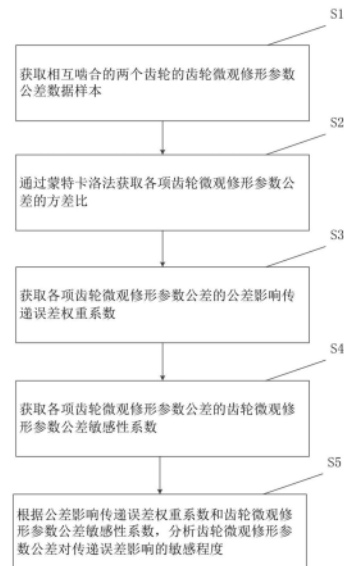 S1
获取相互啮合的两个齿轮的齿轮微观修形参数
公差数据样本
S2
通过蒙特卡洛法获取各项齿轮微观修形参数公
差的方差比
S3
获取各项齿轮微观修形参数公差的公差影响传
递误差权重系数
S4
获取各项齿轮微观修形参数公差的齿轮微观修
形参数公差敏感性系数
S5
根据公差影响传递误差权重系数和齿轮微观修
形参数公差敏感性系数，分析齿轮微观修形参
数公差对传递误差影响的敏感程度